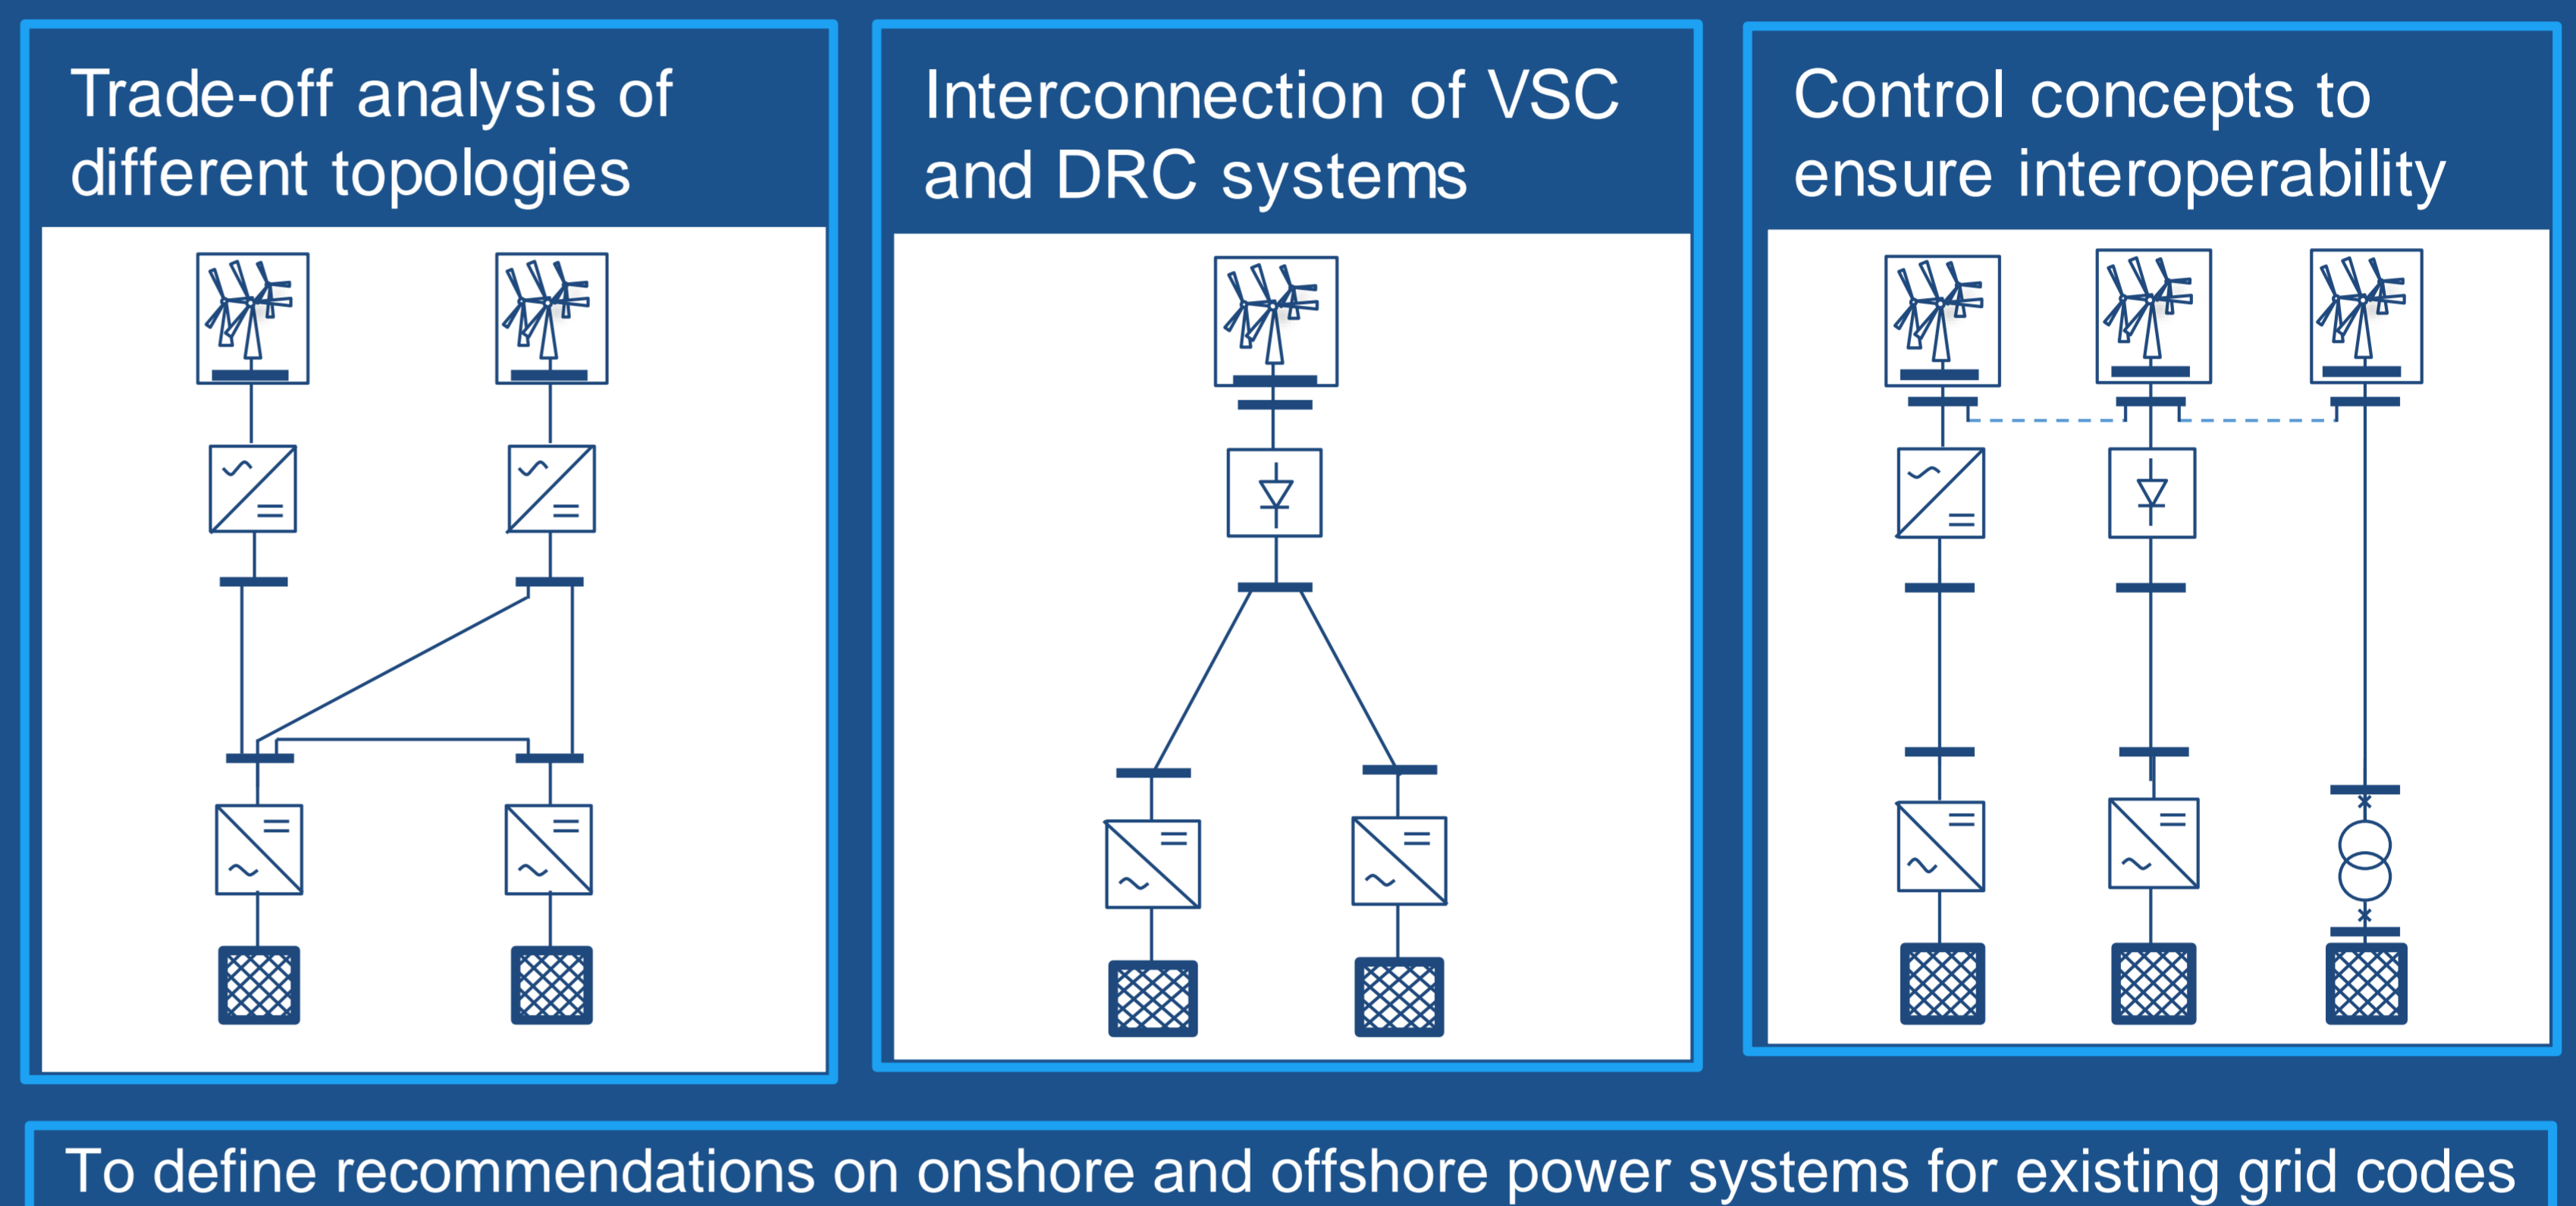 Trade-off analysis of
different topologies
Interconnection of VSC
and DRC systems
Control concepts to
ensure interoperability
To define recommendations on onshore and offshore power systems for existing grid codes